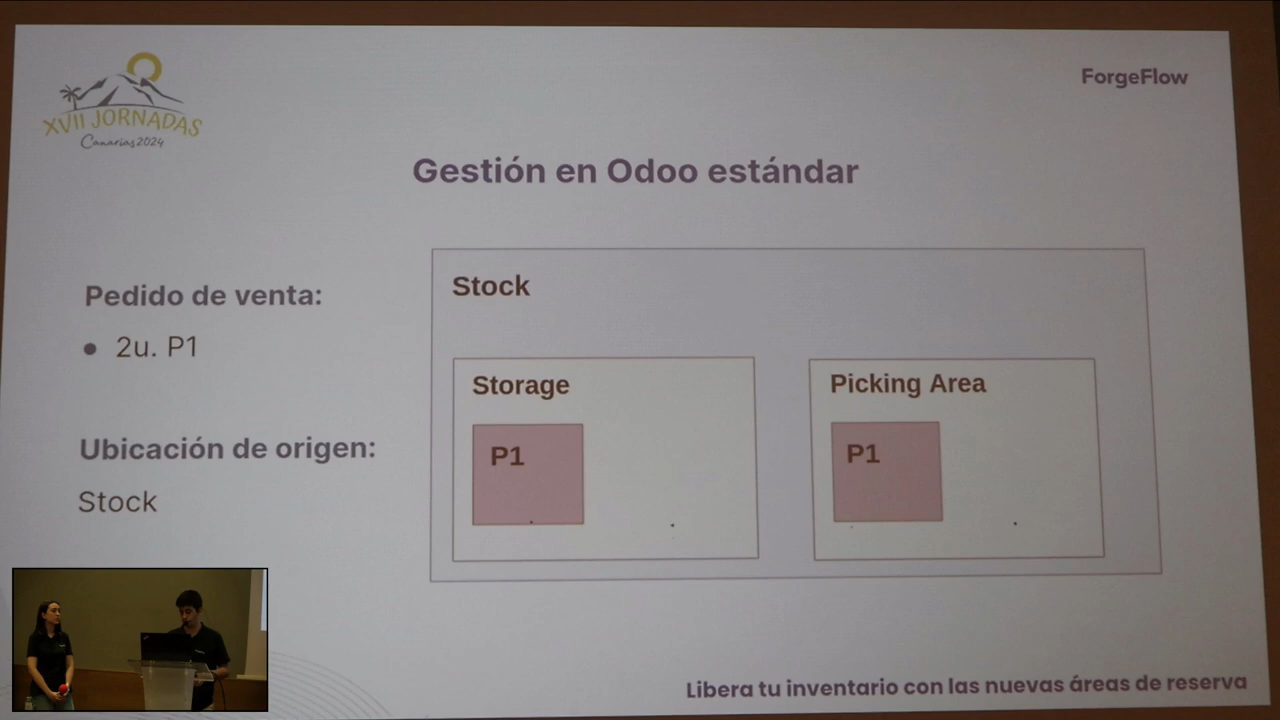 XVII JORNADAS
Canarias 2024
ForgeFlow
Gestión en Odoo estándar
Pedido de venta:
● 2u. P1
Ubicación de origen:
Stock
Stock
Storage
P1
Picking Area
P1
Libera tu inventario con las nuevas áreas de reserva